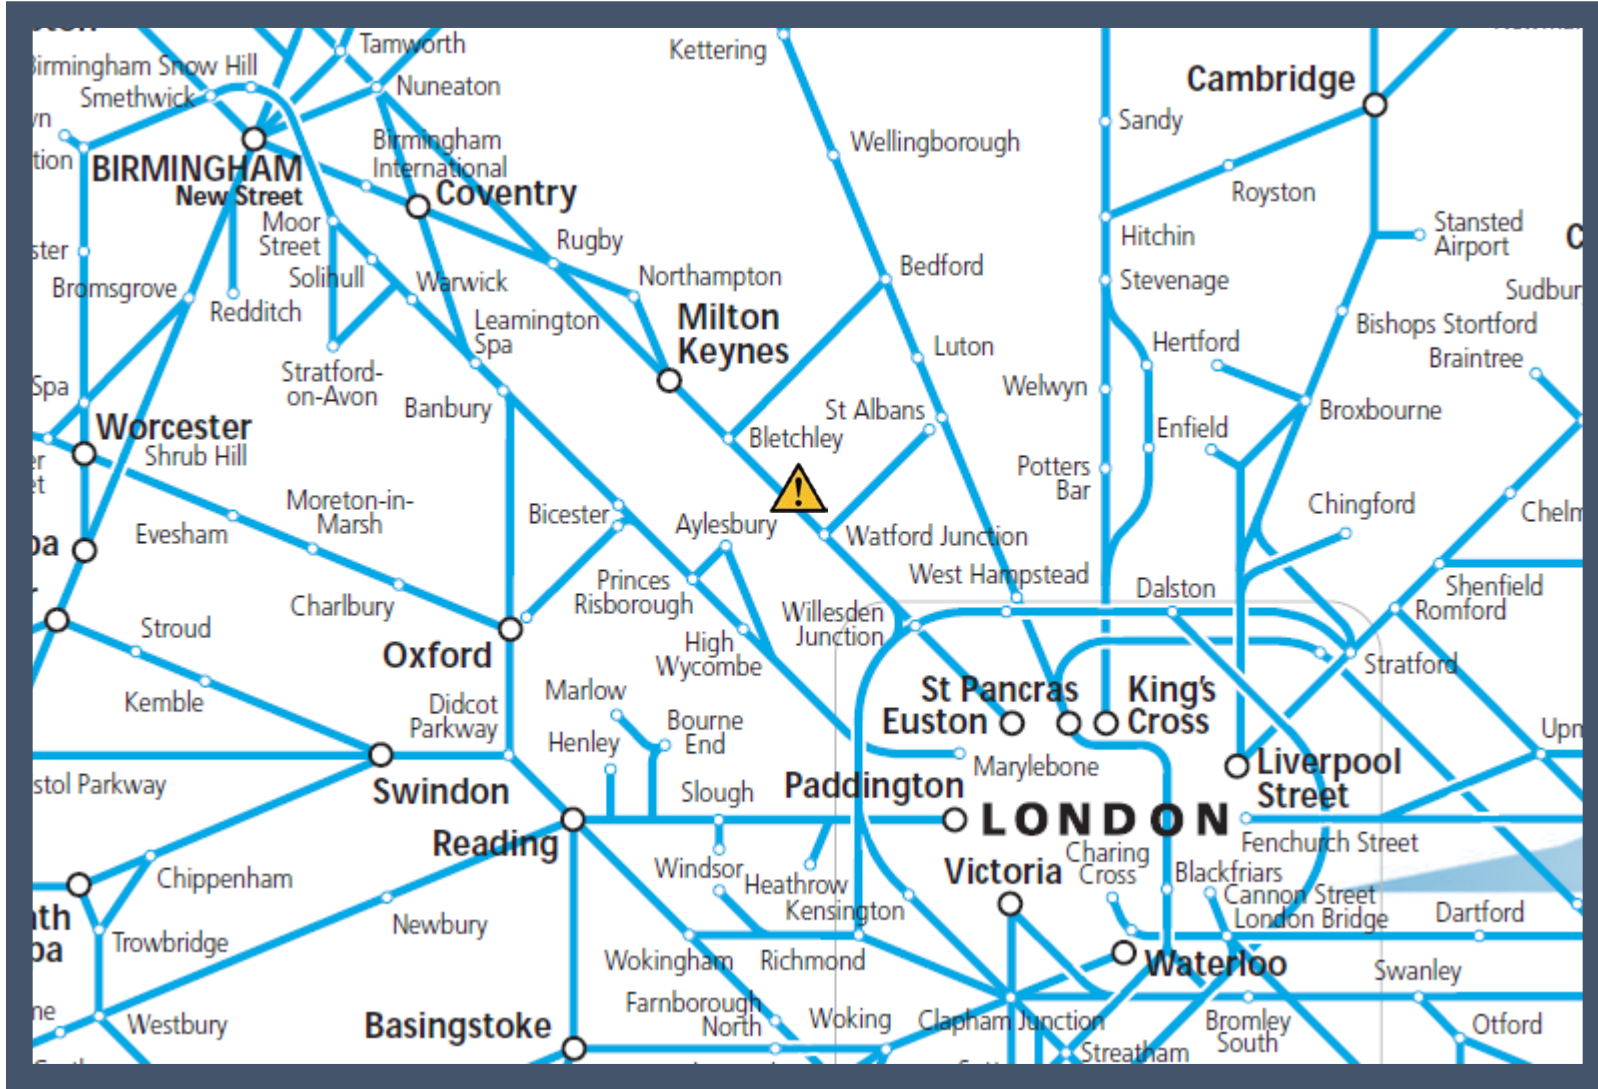 Tamworth
Kettering
Birmingham Snow Hill
Smethwick
Nuneaton
Cambridge
Sandy
Wellingborough
Birmingham
International
BIRMINGHAM
New Street
Coventry
Royston
Moor
Street
Rugby
Stansted
Airport
Hitchin
Solihull
Warwick
Northampton
Bedford
Stevenage
Bromsgrove
Redditch
Leamington
Spa
Milton
Keynes
Luton
Hertford
Bishops Stortford
Braintree
Stratford-
on-Avon
Spa
Banbury
Welwyn
St Albans
Broxbourne
Worcester
Shrub Hill
Bletchley
Enfield
Potters
Bar
Moreton-in-
Marsh
Evesham
Bicester
Aylesbury
Watford Junction
Chingford
West Hampstead
Dalston
Princes
Risborough
Charlbury
Willesden
Junction
Shenfield
Romford
Stroud
Oxford
High
Wycombe
Stratford
Kemble
Didcot
Parkway
Marlow
Bourne
End
Henley
St Pancras
Euston
King's
Cross
Marylebone
Liverpool
Street
Swindon
Slough
Paddington
LONDON
Reading
Fenchurch Street
Windsor
Heathrow
Victoria
Charing
Cross
Blackfriars
Cannon Street
London Bridge
Dartford
Chippenham
Newbury
Kensington
Trowbridge
Wokingham
Richmond
Waterloo
Swanley
Westbury
Farnborough
North
Woking
Clapham Junction
Bromley
South
Otford
Basingstoke
Streatham